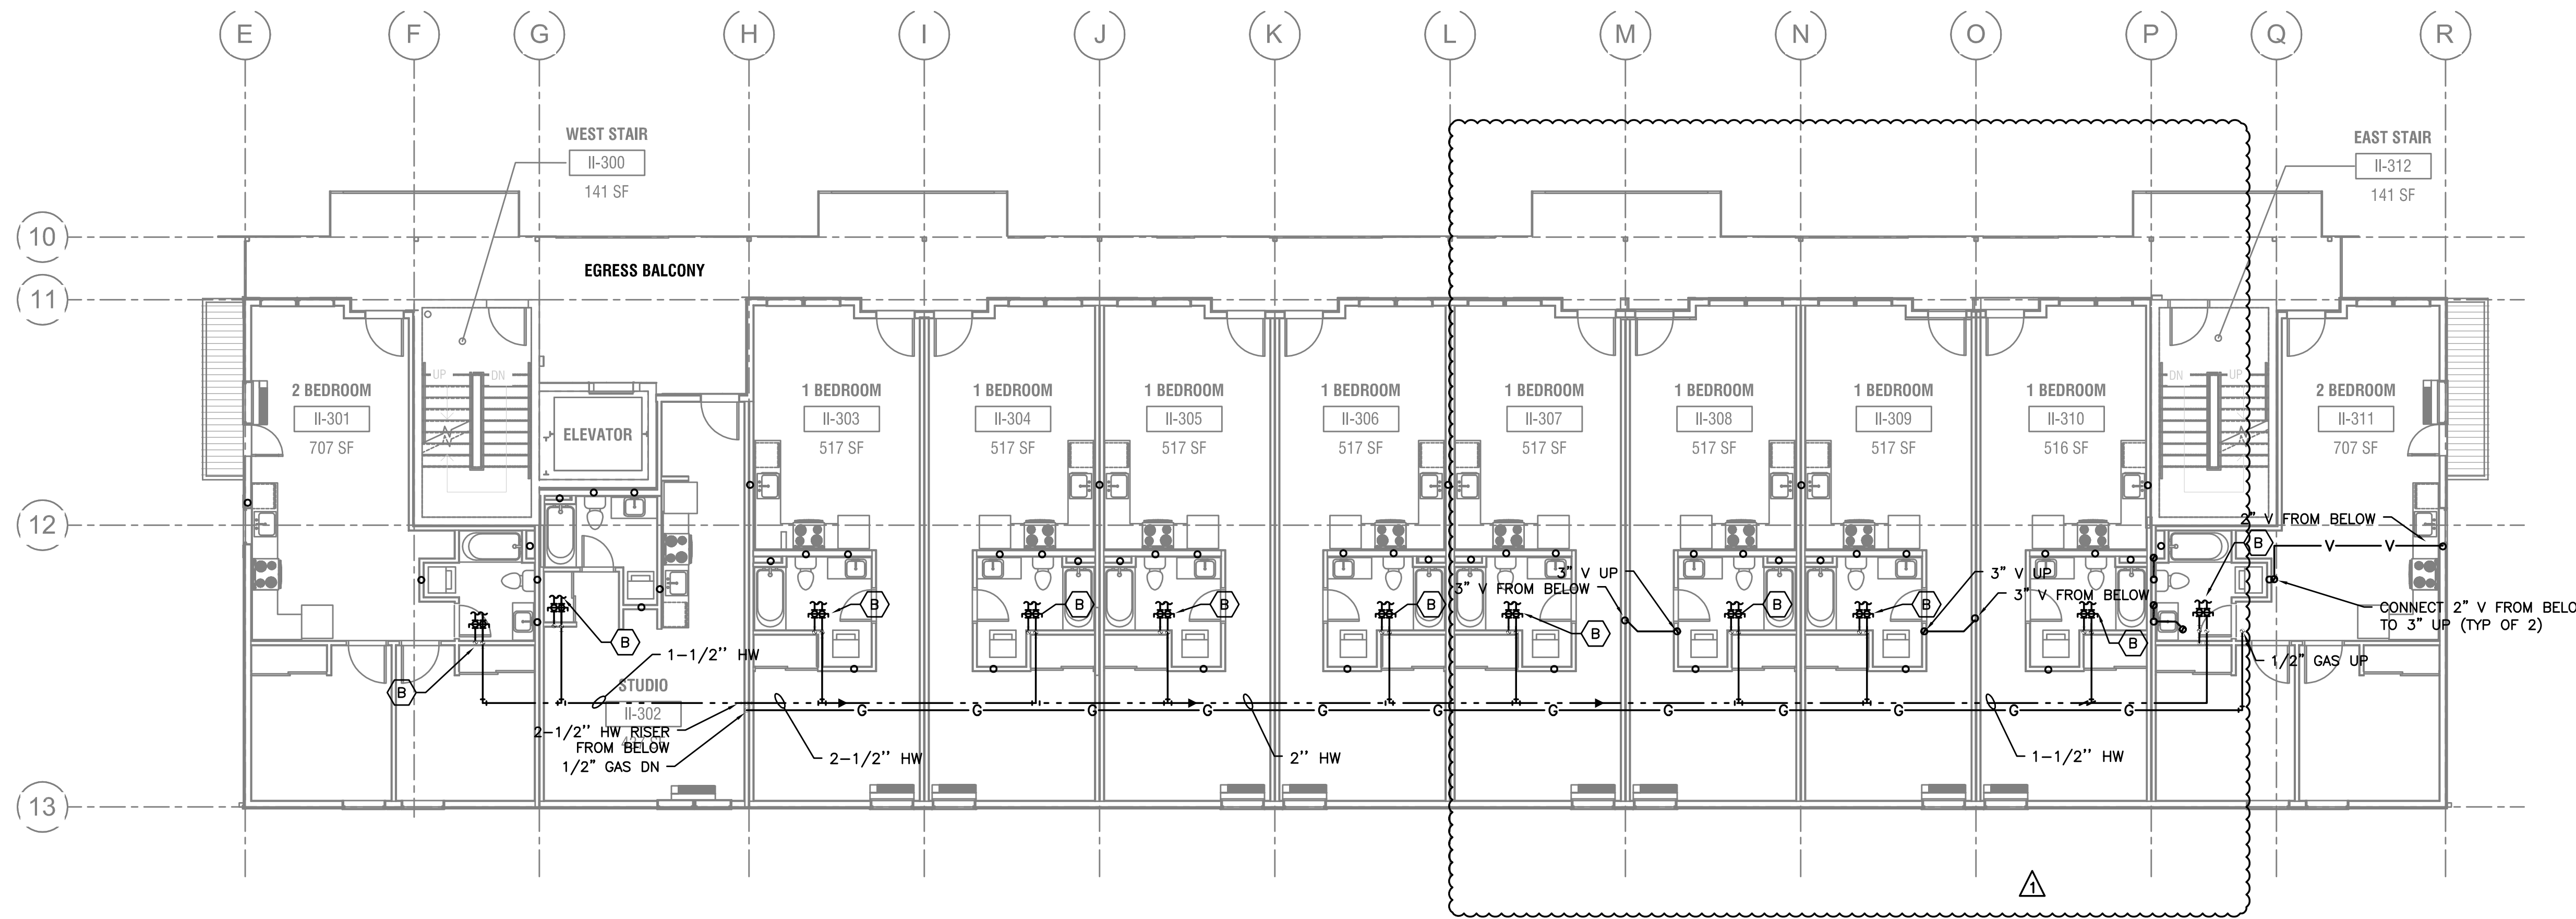 E F G H I J K L M N O P Q R
WEST STAIR
II-300
141 SF
EAST STAIR
II-312
141 SF
10
EGRESS BALCONY
11
UP DN
DN UP
2 BEDROOM
II-301
707 SF
ELEVATOR
1 BEDROOM
II-303
517 SF
1 BEDROOM
II-304
517 SF
1 BEDROOM
II-305
517 SF
1 BEDROOM
II-306
517 SF
1 BEDROOM
II-307
517 SF
1 BEDROOM
II-308
517 SF
1 BEDROOM
II-309
517 SF
1 BEDROOM
II-310
516 SF
2 BEDROOM
II-311
707 SF
12
2" V FROM BELOW
B V V
3" V UP
3" V FROM BELOW
3" V UP
3" V FROM BELOW
B B B B B B B
CONNECT 2" V FROM BELO
TO 3" UP (TYP OF 2)
B B B
1-1/2'' HW
1/2" GAS UP
B
STUDIO
II-302
G G G G G G G G G G G G
2-1/2'' HW RISER
FROM BELOW
1/2" GAS DN
2-1/2'' HW
2'' HW
1-1/2'' HW
13
1